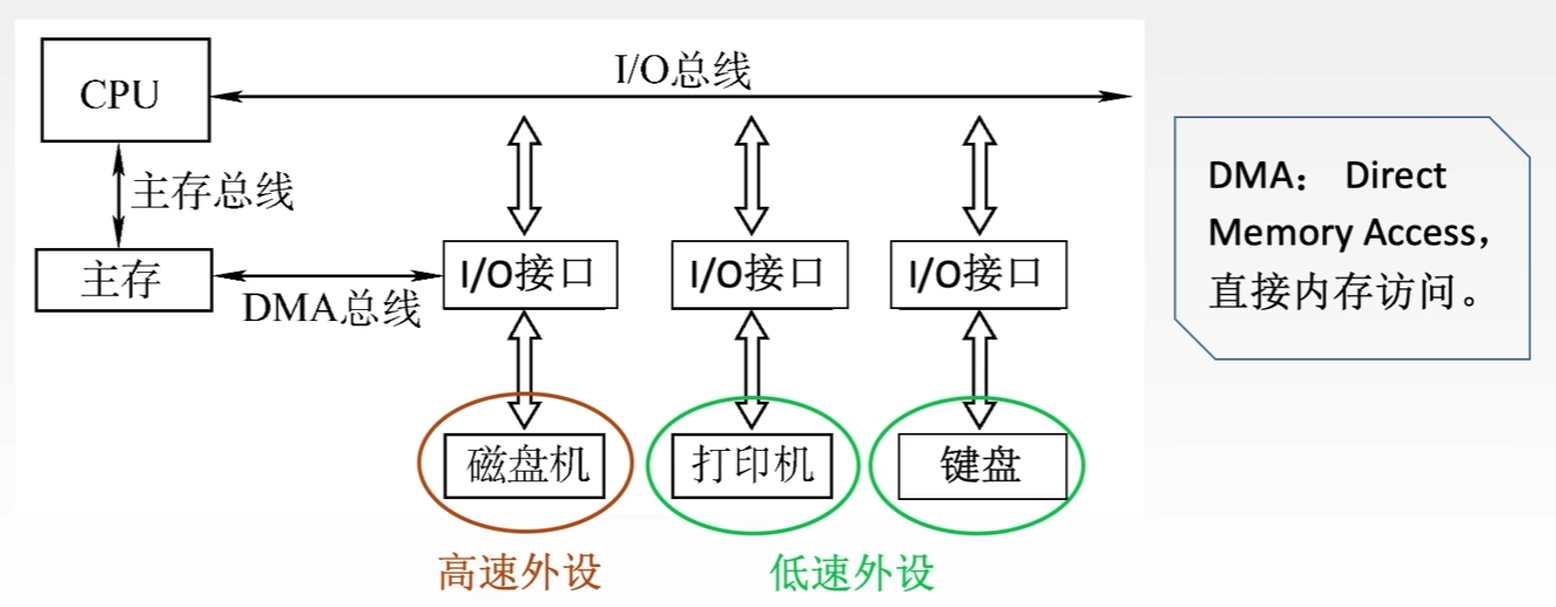 CPU
I/O总线
主存总线
主存
DMA总线
I/O接口
I/O接口
I/O接口
磁盘机
打印机
键盘
高速外设
低速外设
DMA： Direct
Memory Access，
直接内存访问。